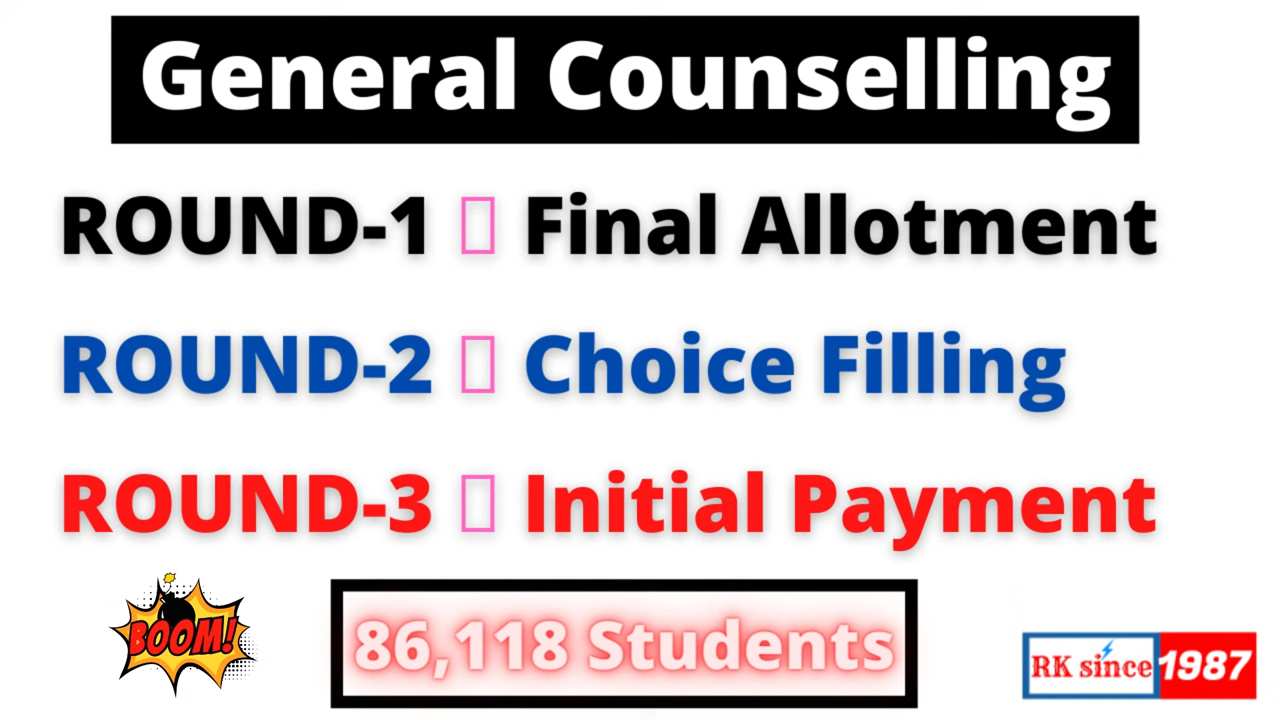 General Counselling
ROUND-1 Final Allotment
ROUND-2 Choice Filling
ROUND-3 Initial Payment
BOOM!
86,118 Students
RK since 1987